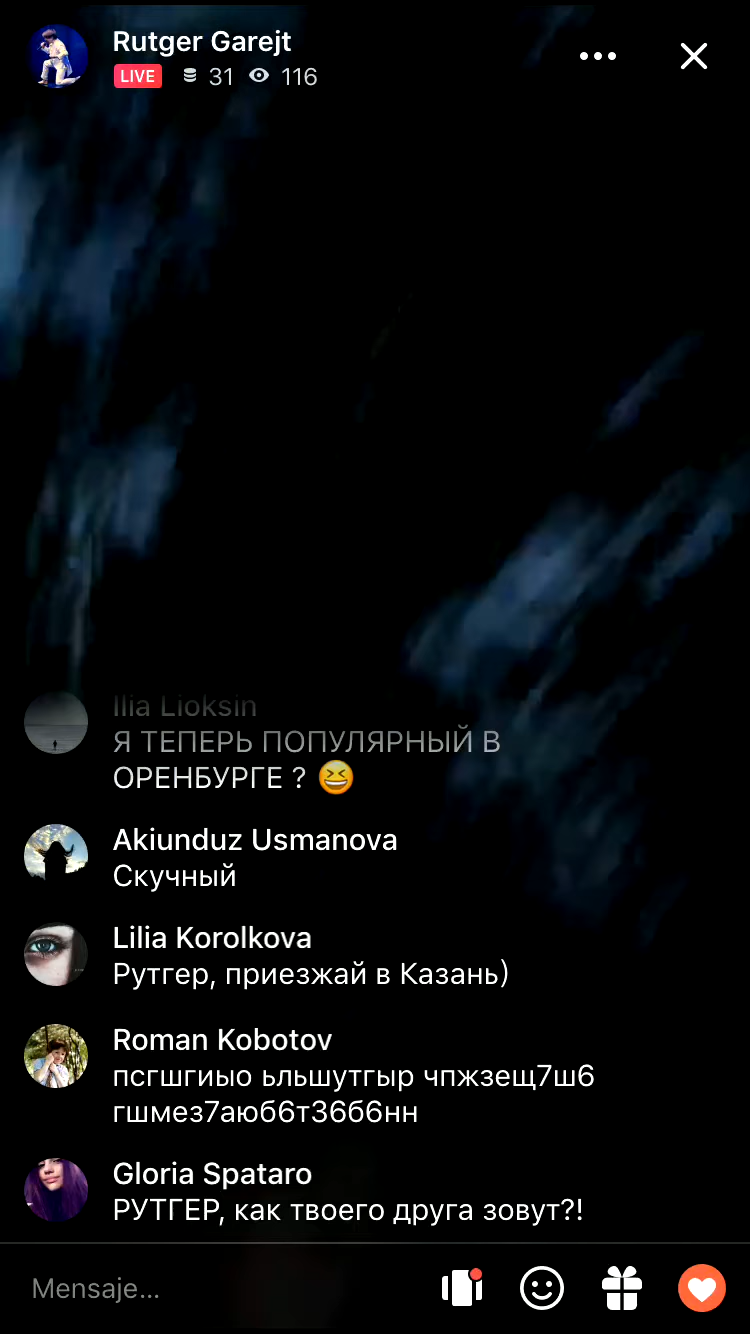 Rutger Garejt
LIVE 31 116
Ilia Lioksin
Я ТЕПЕРЬ ПОПУЛЯРНЫЙ В
ОРЕНБУРГЕ ? 😆
Akiunduz Usmanova
Скучный
Lilia Korolkova
Рутгер, приезжай в Казань)
Roman Kobotov
псгшгиыо ьльшутгыр чпжзещ7ш6
гшмез7аюб6т36б6нн
Gloria Spataro
РУТГЕР, как твоего друга зовут?!
Mensaje...